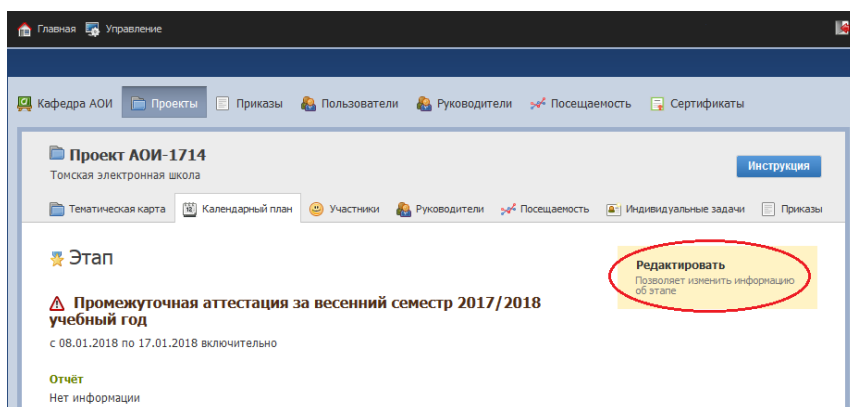 Главная Управление
Кафедра АОИ Проекты Приказы Пользователи Руководители Посещаемость Сертификаты
Проект АОИ-1714
Томская электронная школа
Инструкция
Тематическая карта Календарный план Участники Руководители Посещаемость Индивидуальные задачи Приказы
Этап
Редактировать
Позволяет изменить информацию
об этапе
Промежуточная аттестация за весенний семестр 2017/2018
учебный год
с 08.01.2018 по 17.01.2018 включительно
Отчёт
Нет информации